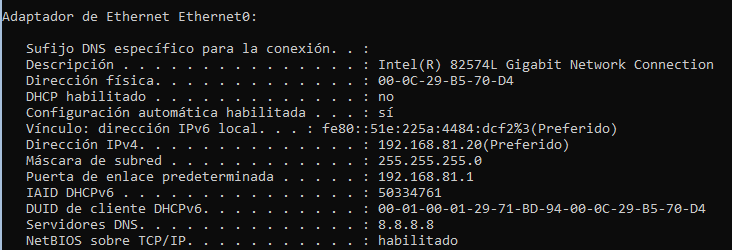 Adaptador de Ethernet Ethernet0:
Sufijo DNS específico para la conexión. . :
Descripción . . . . . . . . . . . . . . . : Intel(R) 82574L Gigabit Network Connection
Dirección física. . . . . . . . . . . . . : 00-0C-29-B5-70-D4
DHCP habilitado . . . . . . . . . . . . . : no
Configuración automática habilitada . . . : sí
Vínculo: dirección IPv6 local. . . : fe80::51e:225a:4484:dcf2%3(Preferido)
Dirección IPv4. . . . . . . . . . . . . . : 192.168.81.20(Preferido)
Máscara de subred . . . . . . . . . . . . : 255.255.255.0
Puerta de enlace predeterminada . . . . . : 192.168.81.1
IAID DHCPv6 . . . . . . . . . . . . . . . : 50334761
DUID de cliente DHCPv6. . . . . . . . . . : 00-01-00-01-29-71-BD-94-00-0C-29-B5-70-D4
Servidores DNS. . . . . . . . . . . . . . : 8.8.8.8
NetBIOS sobre TCP/IP. . . . . . . . . . . : habilitado